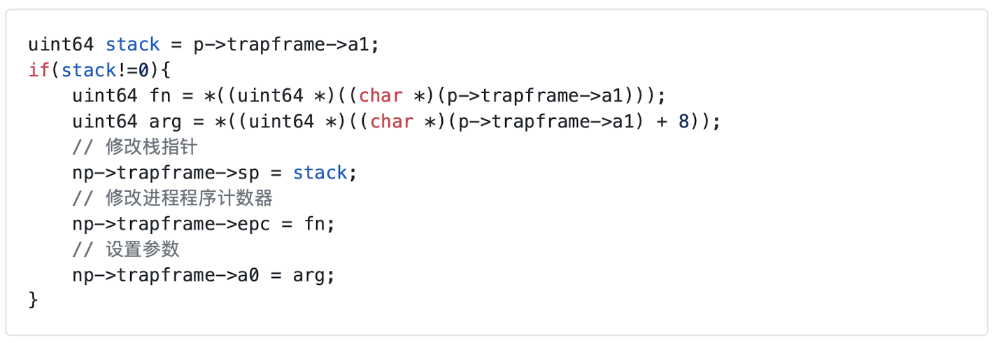 uint64 stack = p->trapframe->a1;
if(stack!=0){
    uint64 fn = *((uint64 *)((char *)(p->trapframe->a1)));
    uint64 arg = *((uint64 *)((char *)(p->trapframe->a1) + 8));
    // 修改栈指针
    np->trapframe->sp = stack;
    // 修改进程程序计数器
    np->trapframe->epc = fn;
    // 设置参数
    np->trapframe->a0 = arg;
}